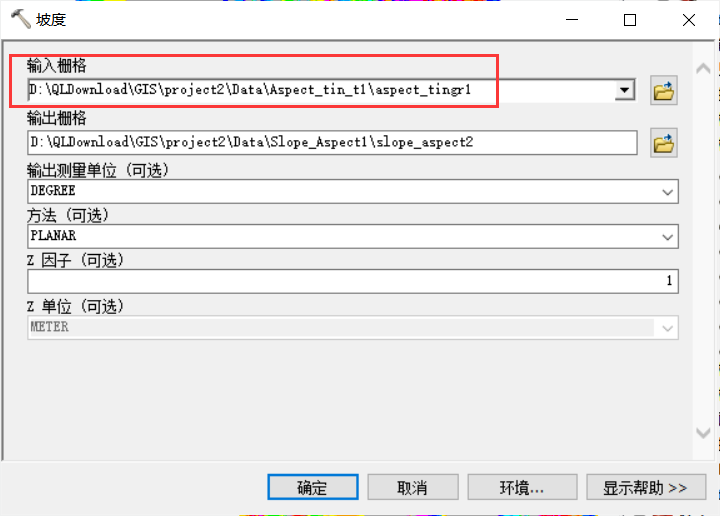 坡度
输入栅格
D:\QLDownload\GIS\project2\Data\Aspect_tin_t1\aspect_tingr1
输出栅格
D:\QLDownload\GIS\project2\Data\Slope_Aspect1\slope_aspect2
输出测量单位 (可选)
DEGREE
方法 (可选)
PLANAR
Z 因子 (可选)
1
Z 单位 (可选)
METER
确定 取消 环境... 显示帮助 >>